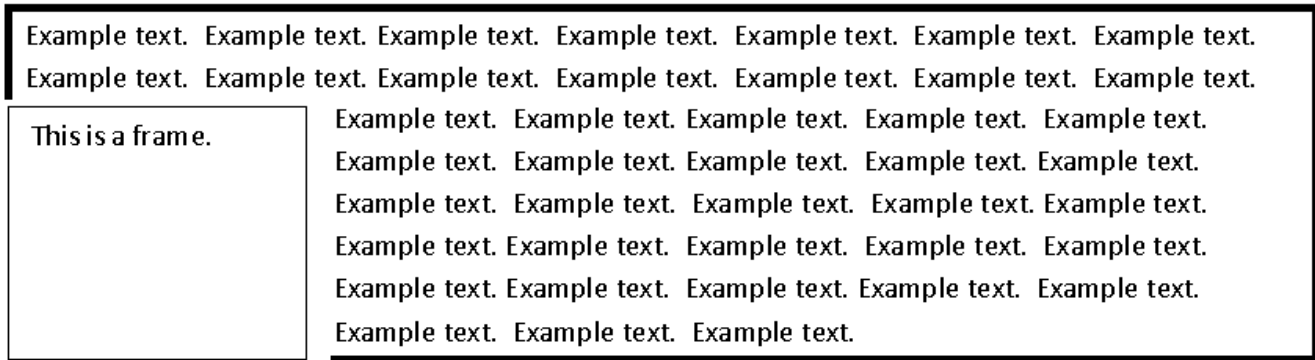 Example text.  Example text. Example text.  Example text.  Example text.  Example text.  Example text.
Example text.  Example text. Example text.  Example text.  Example text.  Example text.  Example text.
This is a frame.
Example text.  Example text. Example text.  Example text.  Example text.
Example text.  Example text.  Example text.  Example text. Example text.
Example text.  Example text.  Example text.  Example text. Example text.
Example text. Example text.  Example text.  Example text.  Example text.
Example text. Example text.  Example text. Example text.  Example text.
Example text.  Example text.  Example text.